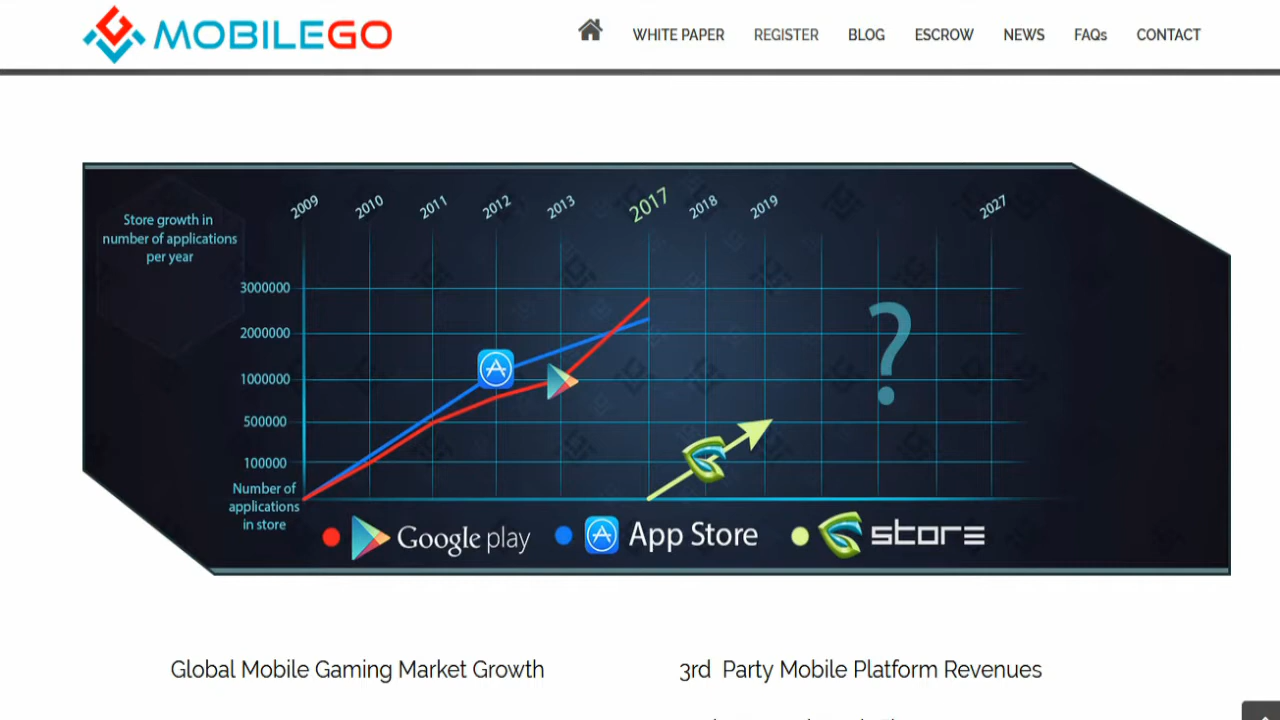 MOBILEGO
WHITE PAPER
REGISTER
BLOG
ESCROW
NEWS
FAQs
CONTACT
2009
2010
2011
2012
2013
2017
2018
2019
2027
Store growth in
number of applications
per year
3000000
2000000
1000000
500000
100000
Number of
applications
in store
?
Google play
App Store
store
Global Mobile Gaming Market Growth
3rd Party Mobile Platform Revenues